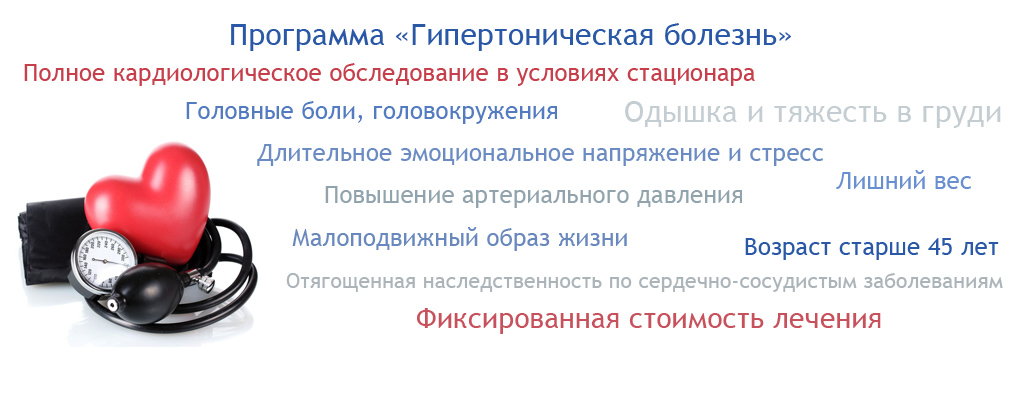 Программа «Гипертоническая болезнь»
Полное кардиологическое обследование в условиях стационара
Головные боли, головокружения
Одышка и тяжесть в груди
Длительное эмоциональное напряжение и стресс
Лишний вес
Повышение артериального давления
Малоподвижный образ жизни
Возраст старше 45 лет
Отягощенная наследственность по сердечно-сосудистым заболеваниям
Фиксированная стоимость лечения